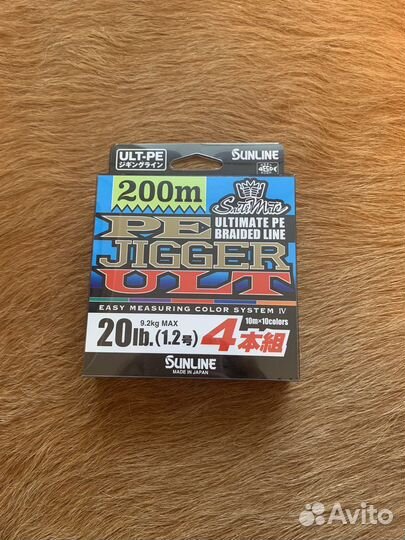 ULT-PE
ジギングライン
SUNLINE
200m
SaltiMate
ULTIMATE PE
BRAIDED LINE
PE
JIGGER
ULT
EASY MEASURING COLOR SYSTEM IV
10m×10colors
9.2kg MAX
20lb.(1.2号)
4本組
SUNLINE
MADE IN JAPAN
Avito